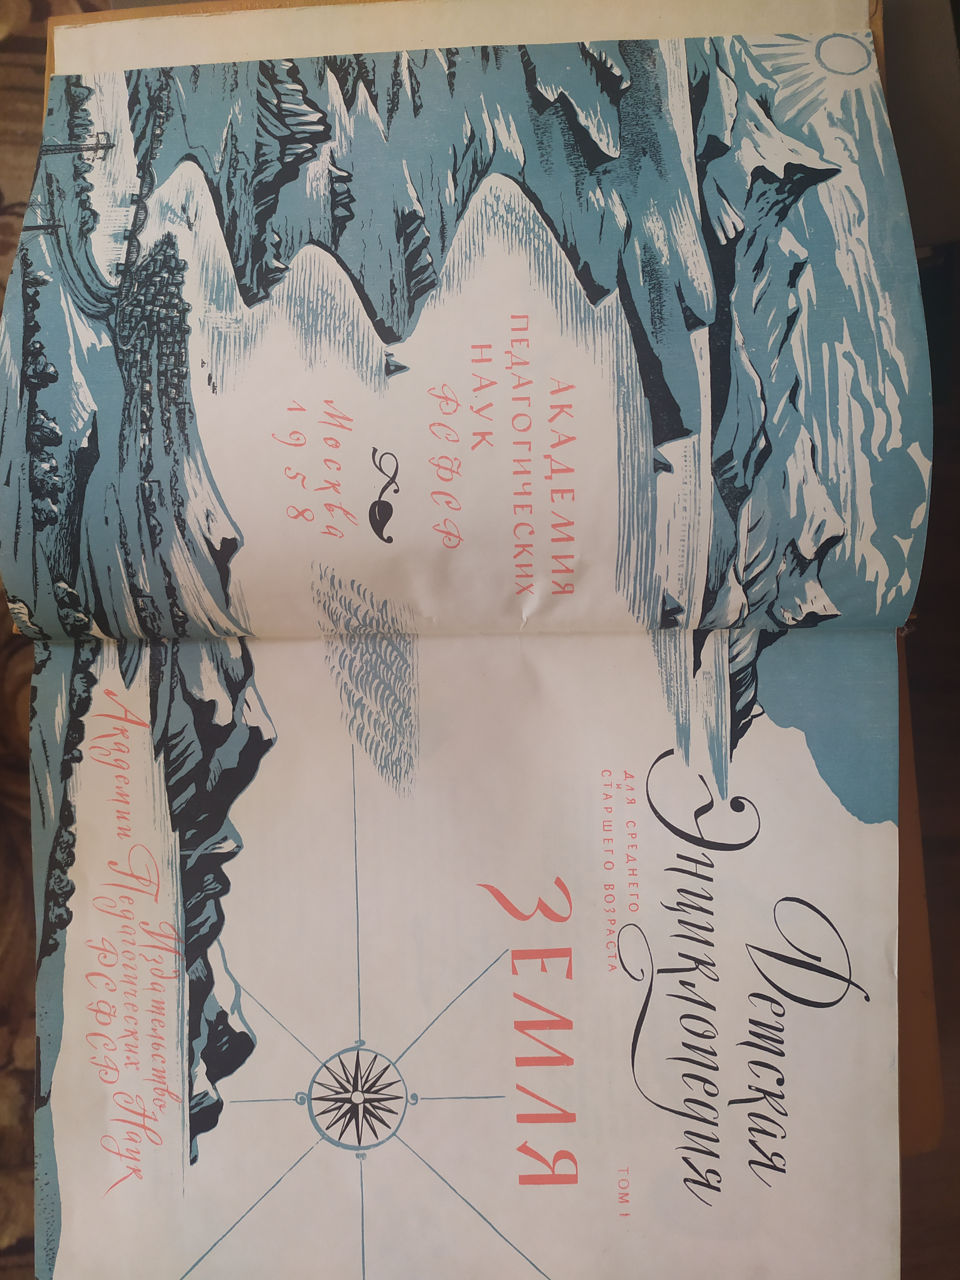 АКАДЕМИЯ
ПЕДАГОГИЧЕСКИХ
НАУК
РСФСР
Москва
1958
Детская
Энциклопедия
ДЛЯ СРЕДНЕГО
И
СТАРШЕГО ВОЗРАСТА
ТОМ I
ЗЕМЛЯ
Издательство
Академии Педагогических Наук
РСФСР